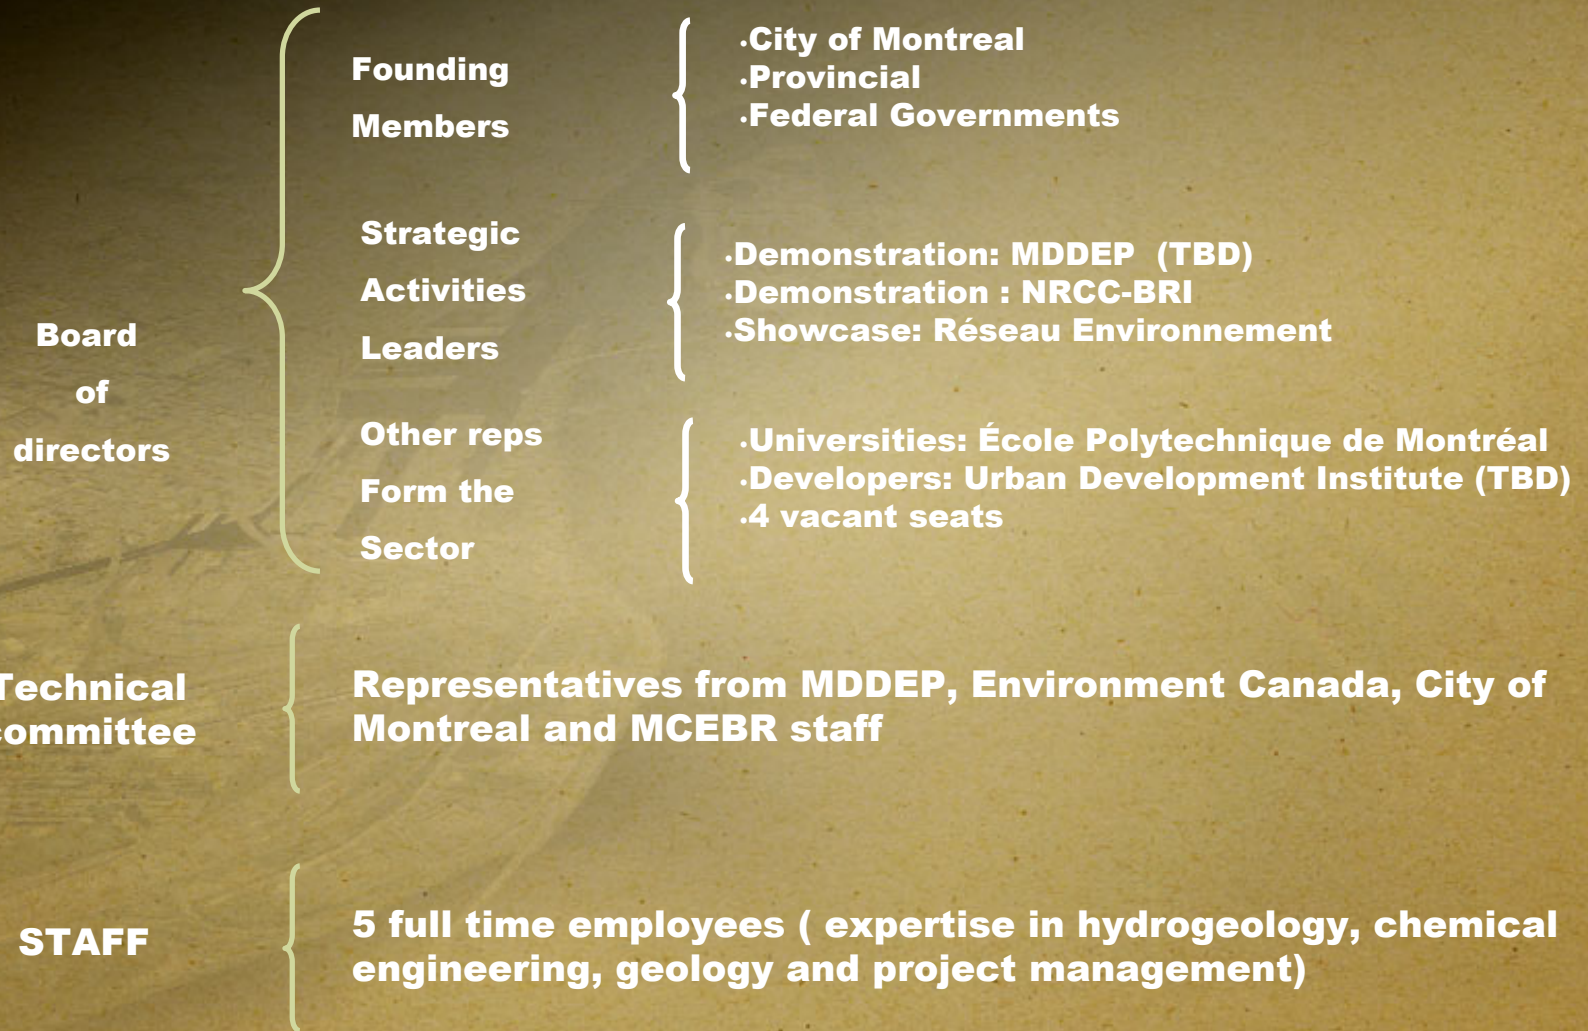 Founding
Members
•City of Montreal
•Provincial
•Federal Governments
Strategic
Activities
Leaders
•Demonstration: MDDEP (TBD)
•Demonstration : NRCC-BRI
•Showcase: Réseau Environnement
Board
of
directors
Other reps
Form the
Sector
•Universities: École Polytechnique de Montréal
•Developers: Urban Development Institute (TBD)
•4 vacant seats
Technical
committee
Representatives from MDDEP, Environment Canada, City of
Montreal and MCEBR staff
STAFF
5 full time employees ( expertise in hydrogeology, chemical
engineering, geology and project management)